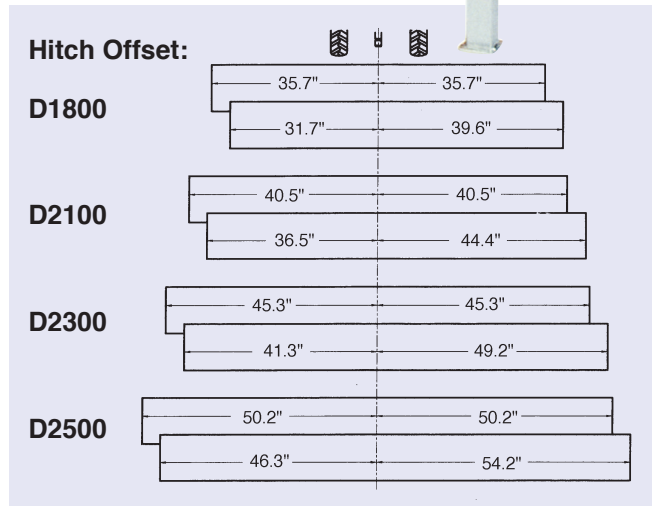 Hitch Offset:
35.7" 35.7"
D1800
31.7" 39.6"
40.5" 40.5"
D2100
36.5" 44.4"
45.3" 45.3"
D2300
41.3" 49.2"
50.2" 50.2"
D2500
46.3" 54.2"